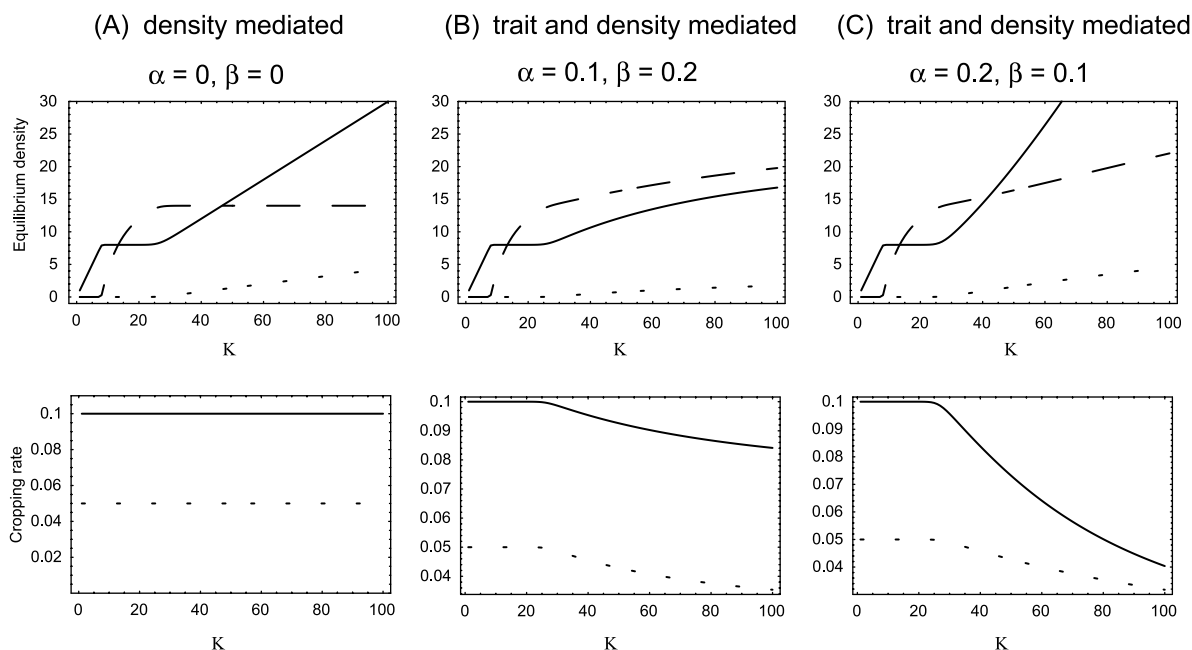 (A) density mediated
(B) trait and density mediated
(C) trait and density mediated
α = 0, β = 0
α = 0.1, β = 0.2
α = 0.2, β = 0.1
Equilibrium density
30
25
20
15
10
5
0
0 20 40 60 80 100
K
30
25
20
15
10
5
0
0 20 40 60 80 100
K
30
25
20
15
10
5
0
0 20 40 60 80 100
K
Cropping rate
0.1
0.08
0.06
0.04
0.02
0 20 40 60 80 100
K
0.1
0.09
0.08
0.07
0.06
0.05
0.04
0 20 40 60 80 100
K
0.1
0.09
0.08
0.07
0.06
0.05
0.04
0 20 40 60 80 100
K